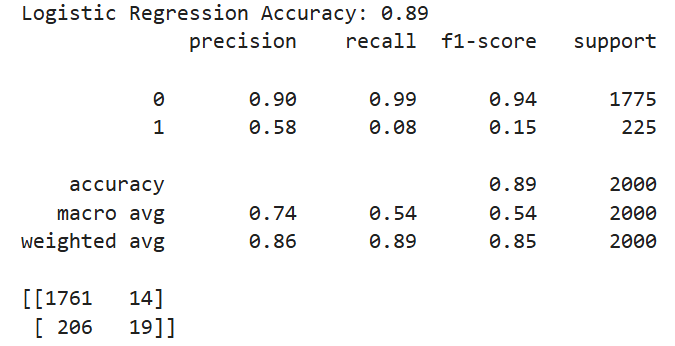 Logistic Regression Accuracy: 0.89
precision recall f1-score support
0 0.90 0.99 0.94 1775
1 0.58 0.08 0.15 225
accuracy 0.89 2000
macro avg 0.74 0.54 0.54 2000
weighted avg 0.86 0.89 0.85 2000
[[1761 14]
[ 206 19]]